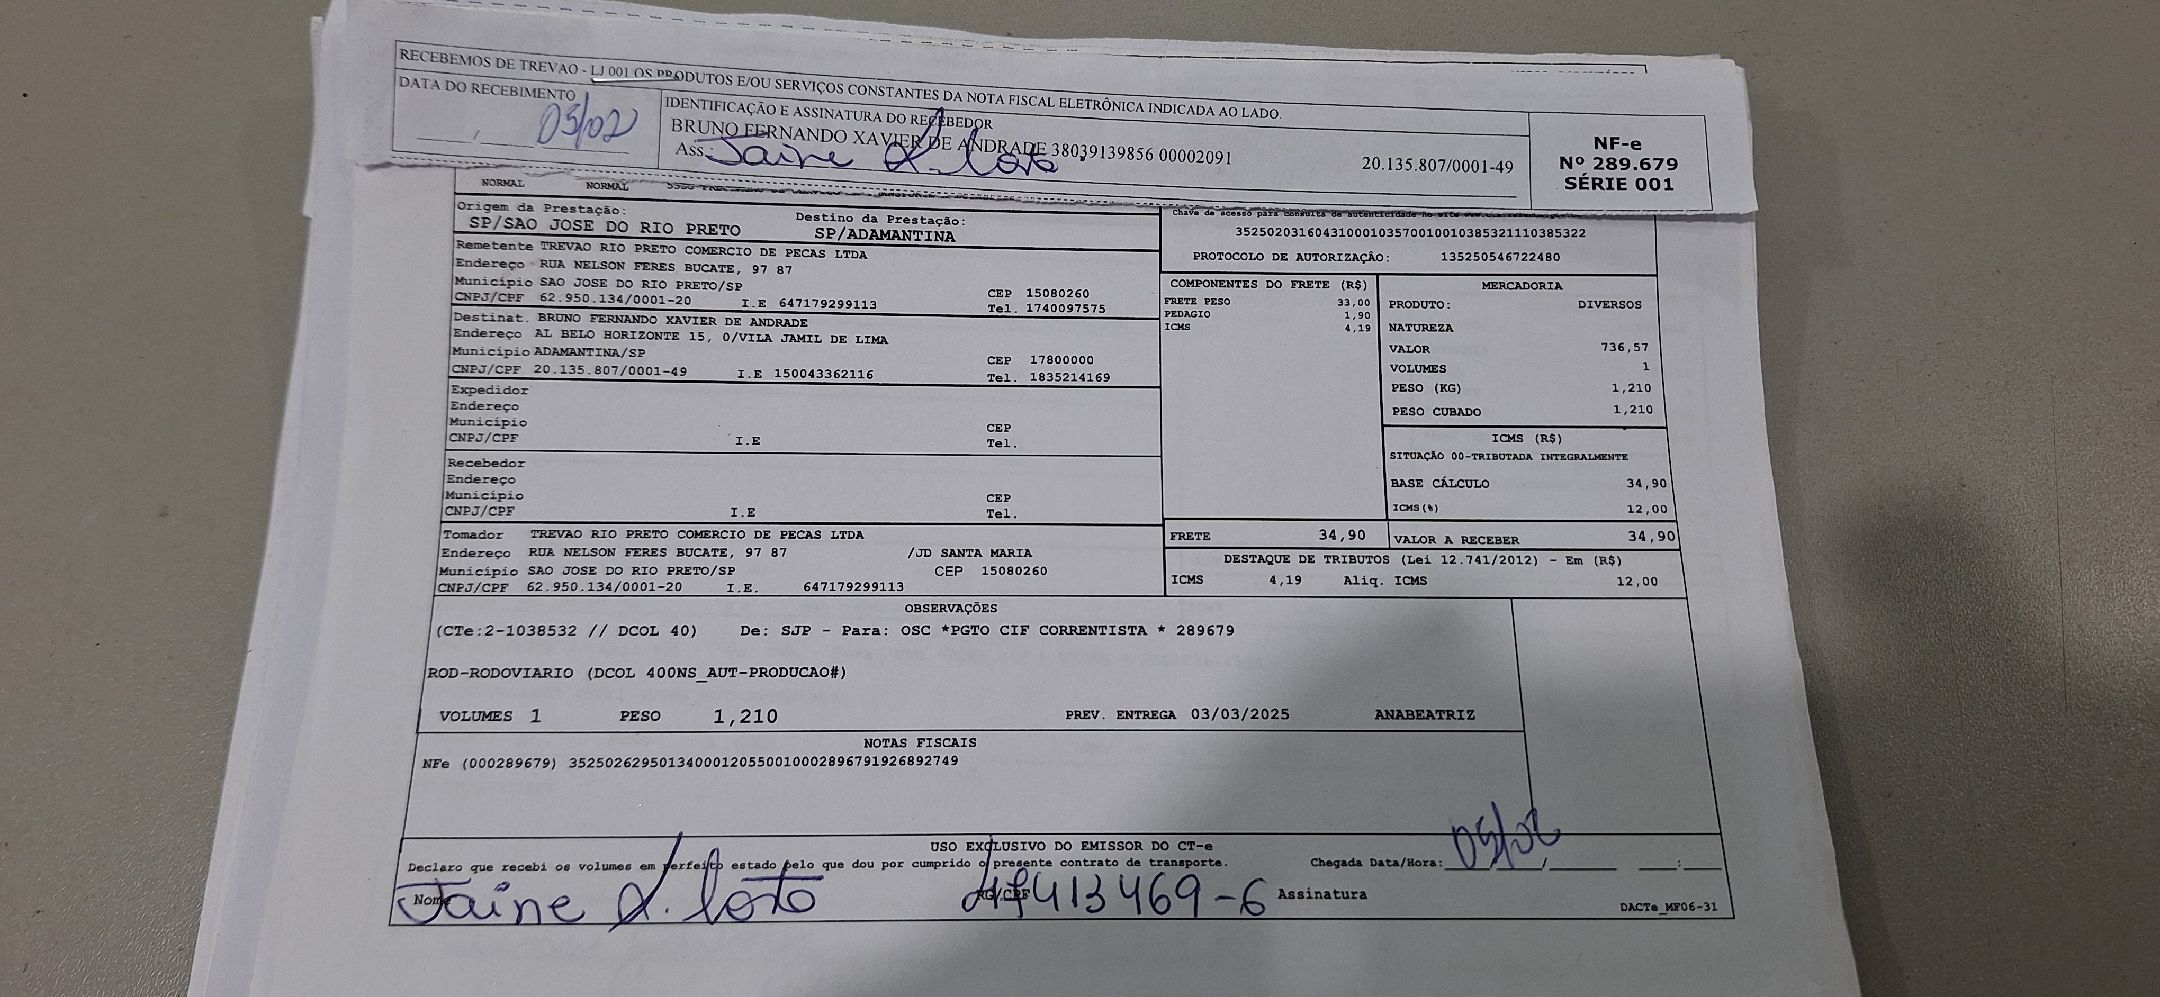 RECEBEMOS DE TREVAO - LJ 001 OS PRODUTOS E/OU SERVIÇOS CONSTANTES DA NOTA FISCAL ELETRÔNICA INDICADA AO LADO.
DATA DO RECEBIMENTO
05/02
IDENTIFICAÇÃO E ASSINATURA DO RECEBEDOR
BRUNO FERNANDO XAVIER DE ANDRADE 38039139856 00002091
Ass.: Jaine
20.135.807/0001-49
NF-e
Nº 289.679
SÉRIE 001
NORMAL NORMAL
Origem da Prestação:
SP/SAO JOSE DO RIO PRETO
Destino da Prestação:
SP/ADAMANTINA
Remetente TREVAO RIO PRETO COMERCIO DE PECAS LTDA
Endereço RUA NELSON FERES BUCATE, 97 87
Município SAO JOSE DO RIO PRETO/SP CEP 15080260
CNPJ/CPF 62.950.134/0001-20 I.E 647179299113 Tel. 1740097575
Destinat. BRUNO FERNANDO XAVIER DE ANDRADE
Endereço AL BELO HORIZONTE 15, 0/VILA JAMIL DE LIMA
Município ADAMANTINA/SP CEP 17800000
CNPJ/CPF 20.135.807/0001-49 I.E 150043362116 Tel. 1835214169
Expedidor
Endereço
Município CEP
CNPJ/CPF I.E Tel.
Recebedor
Endereço
Município CEP
CNPJ/CPF I.E Tel.
Tomador TREVAO RIO PRETO COMERCIO DE PECAS LTDA
Endereço RUA NELSON FERES BUCATE, 97 87 /JD SANTA MARIA
Município SAO JOSE DO RIO PRETO/SP CEP 15080260
CNPJ/CPF 62.950.134/0001-20 I.E. 647179299113
Chave de acesso para consulta de autenticidade no site
35250203160431000103570010010385321110385322
PROTOCOLO DE AUTORIZAÇÂO: 135250546722480
COMPONENTES DO FRETE (R$)
FRETE PESO 33,00
PEDAGIO 1,90
ICMS 4,19
MERCADORIA
PRODUTO: DIVERSOS
NATUREZA
VALOR 736,57
VOLUMES 1
PESO (KG) 1,210
PESO CUBADO 1,210
ICMS (R$)
SITUAÇÃO 00-TRIBUTADA INTEGRALMENTE
BASE CÁLCULO 34,90
ICMS(%) 12,00
FRETE 34,90 VALOR A RECEBER 34,90
DESTAQUE DE TRIBUTOS (Lei 12.741/2012) - Em (R$)
ICMS 4,19 Aliq. ICMS 12,00
OBSERVAÇÕES
(CTe:2-1038532 // DCOL 40) De: SJP - Para: OSC *PGTO CIF CORRENTISTA * 289679
ROD-RODOVIARIO (DCOL 400NS_AUT-PRODUCAO#)
VOLUMES 1 PESO 1,210 PREV. ENTREGA 03/03/2025 ANABEATRIZ
NOTAS FISCAIS
NFe (000289679) 35250262950134000120550010002896791926892749
USO EXCLUSIVO DO EMISSOR DO CT-e
Declaro que recebi os volumes em perfeito estado pelo que dou por cumprido o presente contrato de transporte. Chegada Data/Hora: 05/02
Nome Jaine RG/CPF 47413469-6 Assinatura
DACTe_MF06-31